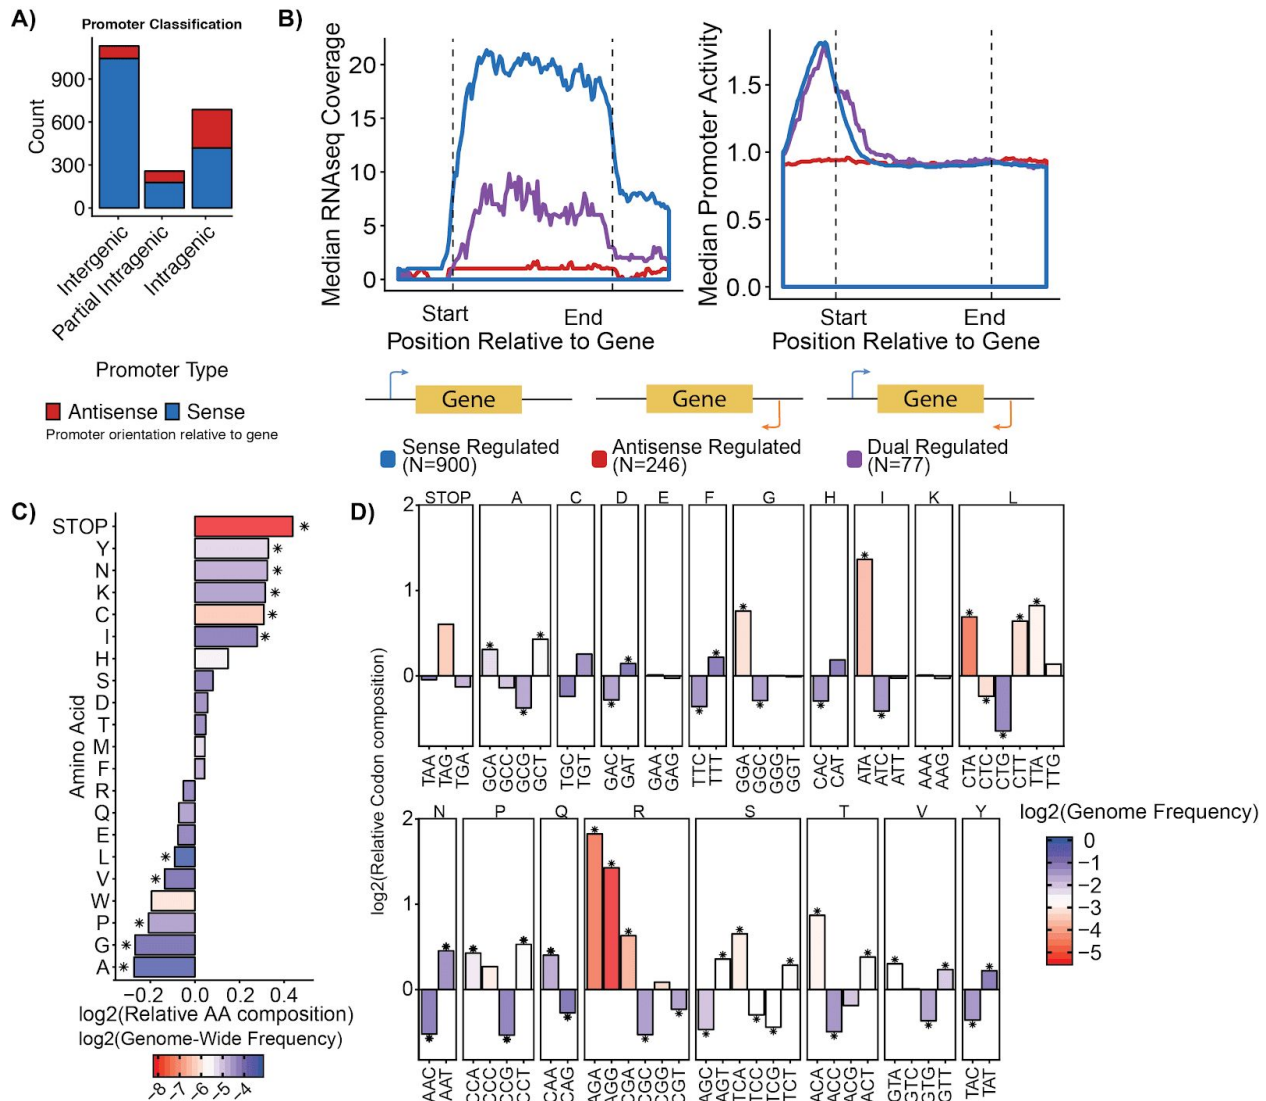 A)
Promoter Classification
Count
900
600
300
0
Intergenic
Partial Intragenic
Intragenic
Promoter Type
Antisense
Sense
Promoter orientation relative to gene
B)
Median RNAseq Coverage
20
15
10
5
0
Start
End
Position Relative to Gene
Median Promoter Activity
1.5
1.0
0.5
0.0
Start
End
Position Relative to Gene
Gene
Gene
Gene
Sense Regulated
(N=900)
Antisense Regulated
(N=246)
Dual Regulated
(N=77)
C)
Amino Acid
STOP
Y
N
K
C
I
H
S
D
T
M
F
R
Q
E
L
V
W
P
G
A
−0.2 0.0 0.2 0.4
log2(Relative AA composition)
log2(Genome-Wide Frequency)
−8 −7 −6 −5 −4
D)
log2(Relative Codon composition)
STOP A C D E F G H I K L
2
1
0
TAA TAG TGA GCA GCC GCG GCT TGC TGT GAC GAT GAA GAG TTC TTT GGA GGC GGG GGT CAC CAT ATA ATC ATT AAA AAG CTA CTC CTG CTT TTA TTG
N P Q R S T V Y
2
1
0
AAC AAT CCA CCC CCG CCT CAA CAG AGA AGG CGA CGC CGG CGT AGC AGT TCA TCC TCG TCT ACA ACC ACG ACT GTA GTC GTG GTT TAC TAT
log2(Genome Frequency)
0
−1
−2
−3
−4
−5